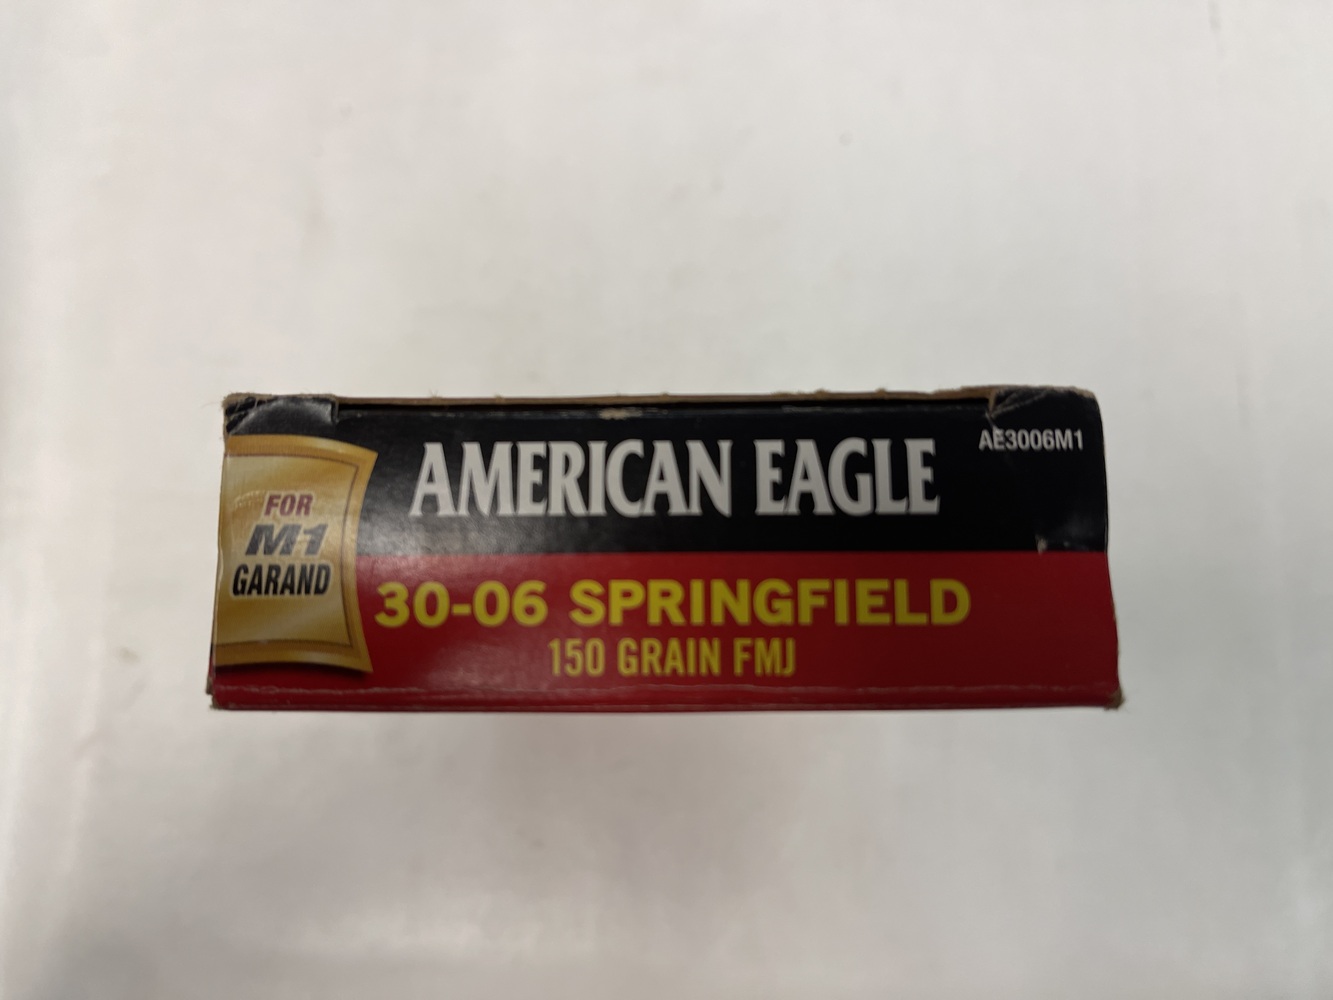 AMERICAN EAGLE
AE3006M1
FOR
M1
GARAND
30-06 SPRINGFIELD
150 GRAIN FMJ